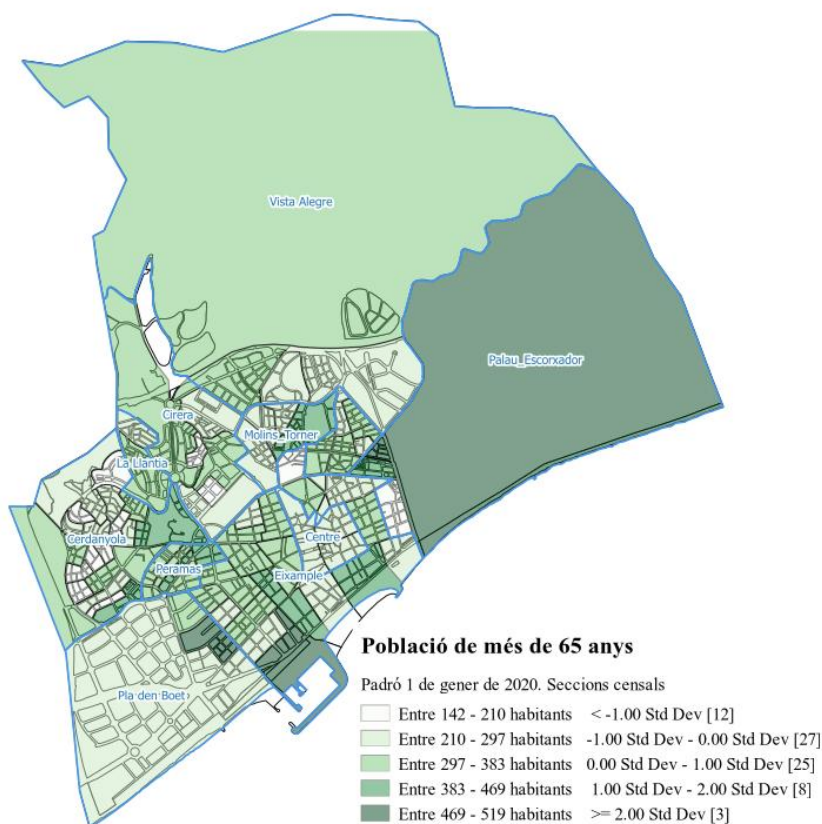 Vista Alegre
Palau_Escorxador
Cirera
Molins_Torner
La Llantia
Cerdanyola
Centre
Peramas
Eixample
Pla den Boet
Població de més de 65 anys
Padró 1 de gener de 2020. Seccions censals
Entre 142 - 210 habitants < -1.00 Std Dev [12]
Entre 210 - 297 habitants -1.00 Std Dev - 0.00 Std Dev [27]
Entre 297 - 383 habitants 0.00 Std Dev - 1.00 Std Dev [25]
Entre 383 - 469 habitants 1.00 Std Dev - 2.00 Std Dev [8]
Entre 469 - 519 habitants >= 2.00 Std Dev [3]